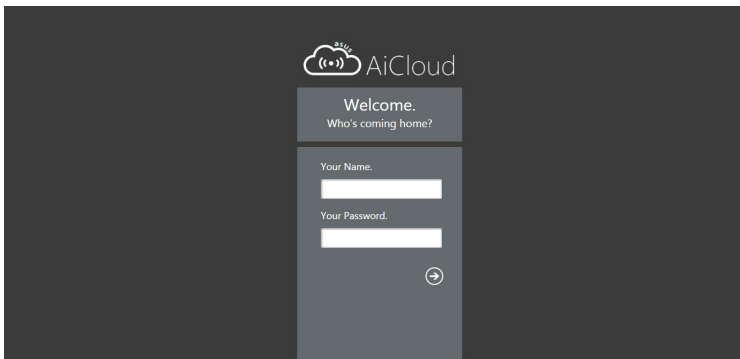 asus
AiCloud
Welcome.
Who's coming home?
Your Name.
Your Password.